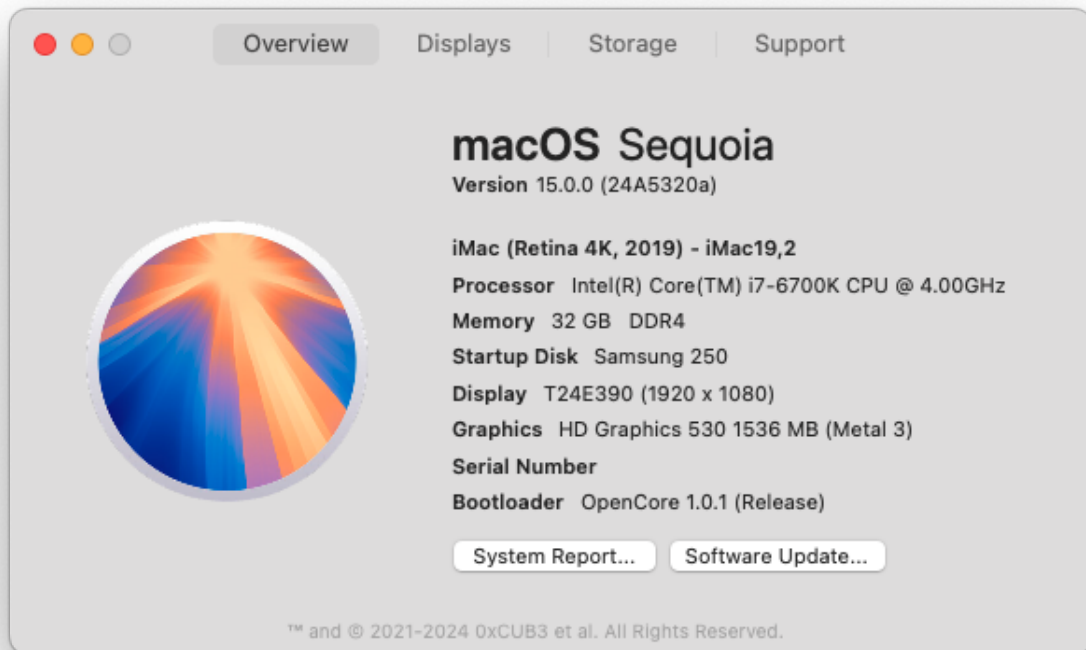 Overview Displays Storage Support
macOS Sequoia
Version 15.0.0 (24A5320a)
iMac (Retina 4K, 2019) - iMac19,2
Processor Intel(R) Core(TM) i7-6700K CPU @ 4.00GHz
Memory 32 GB DDR4
Startup Disk Samsung 250
Display T24E390 (1920 x 1080)
Graphics HD Graphics 530 1536 MB (Metal 3)
Serial Number
Bootloader OpenCore 1.0.1 (Release)
System Report... Software Update...
™ and © 2021-2024 0xCUB3 et al. All Rights Reserved.